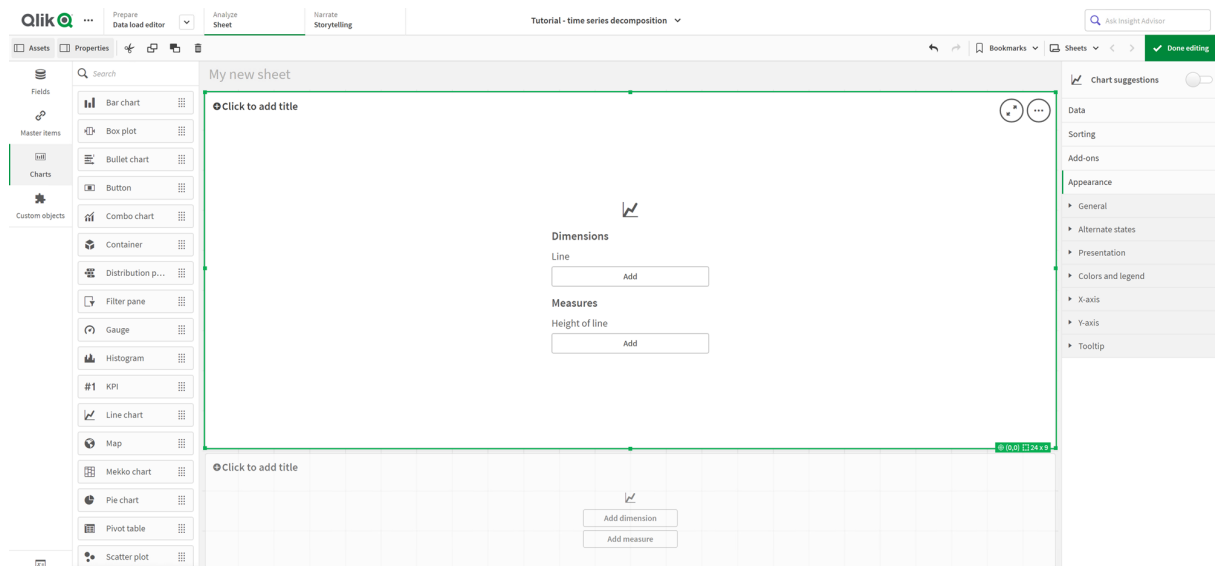 Qlik
Prepare
Data load editor
Analyze
Sheet
Narrate
Storytelling
Tutorial - time series decomposition
Ask Insight Advisor
Assets
Properties
Bookmarks
Sheets
Done editing
Fields
Master items
Charts
Custom objects
Search
Bar chart
Box plot
Bullet chart
Button
Combo chart
Container
Distribution p...
Filter pane
Gauge
Histogram
#1 KPI
Line chart
Map
Mekko chart
Pie chart
Pivot table
Scatter plot
My new sheet
Click to add title
Dimensions
Line
Add
Measures
Height of line
Add
(0,0) 24 x 9
Click to add title
Add dimension
Add measure
Chart suggestions
Data
Sorting
Add-ons
Appearance
General
Alternate states
Presentation
Colors and legend
X-axis
Y-axis
Tooltip